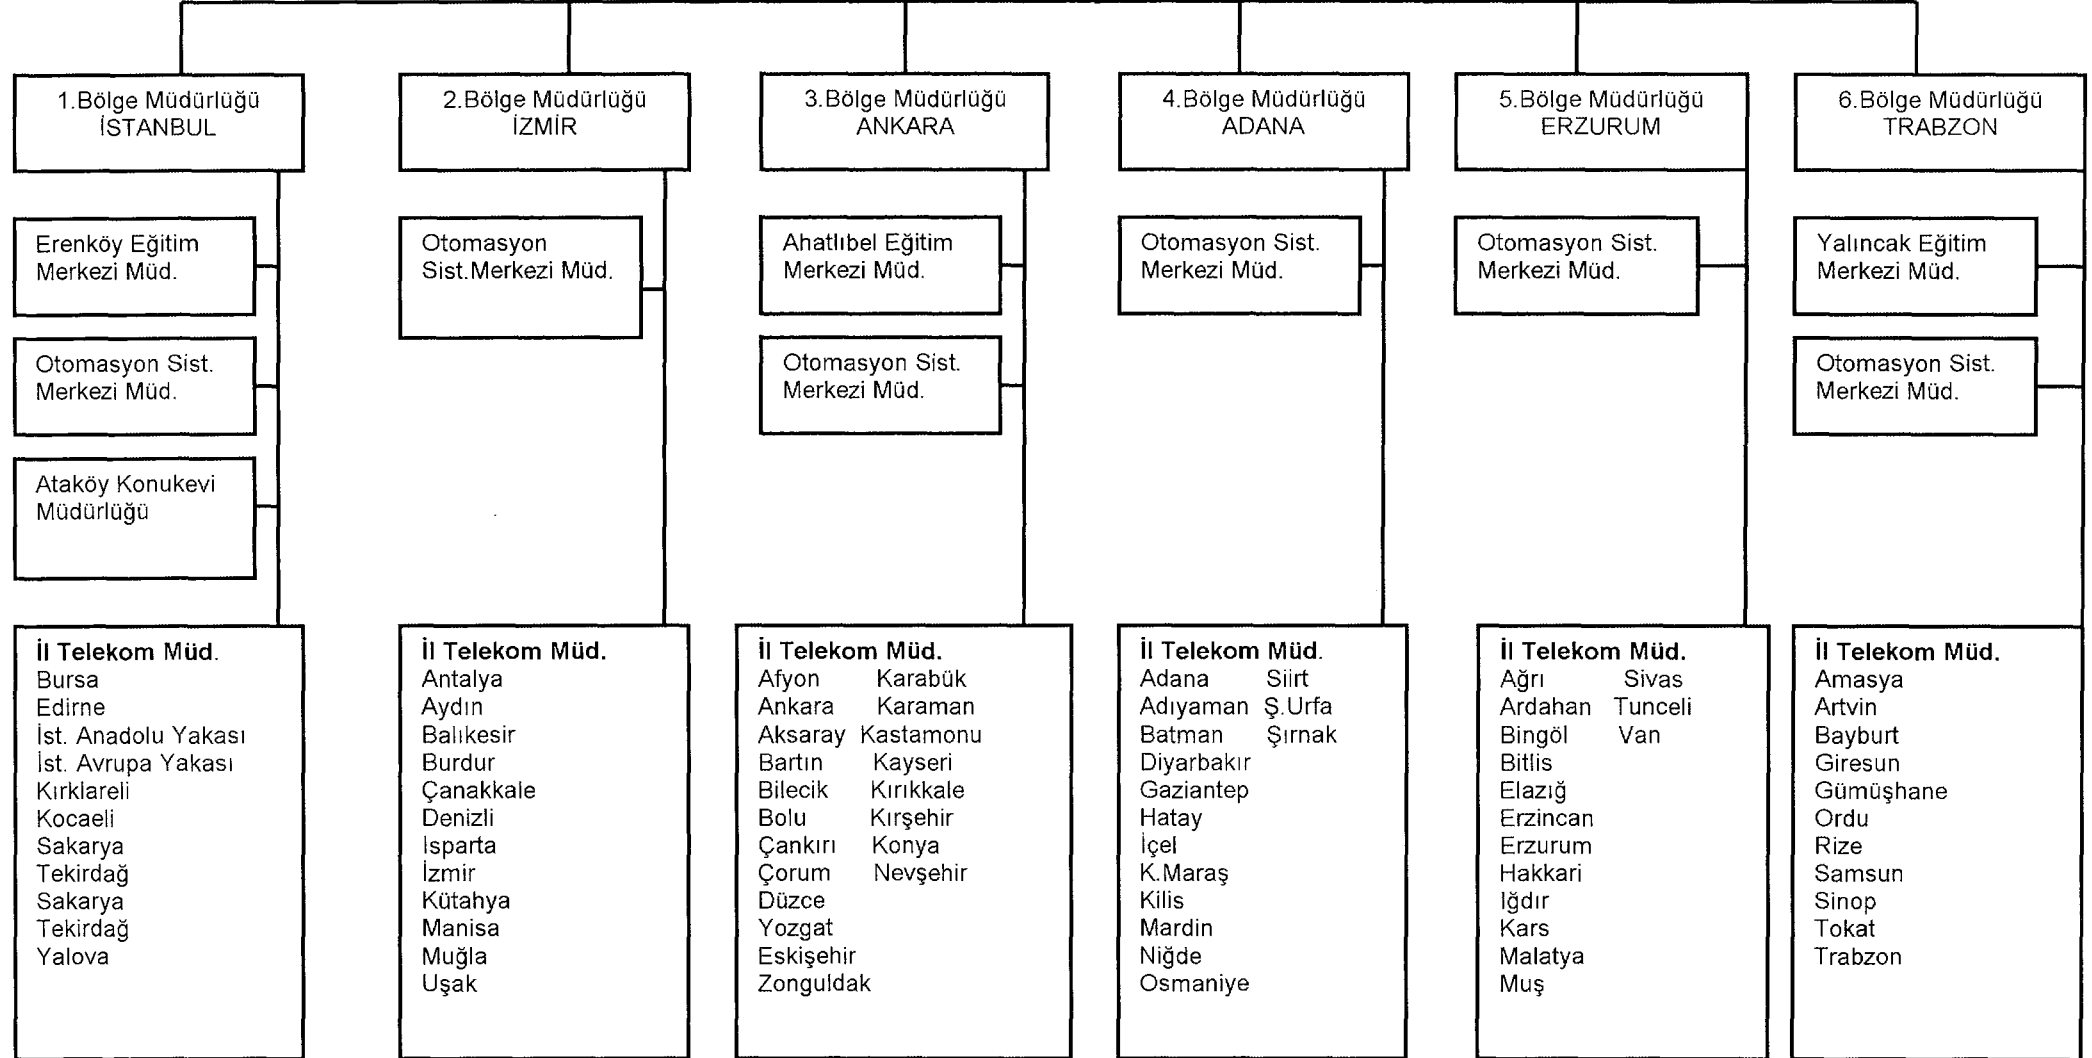 1.Bölge Müdürlüğü
İSTANBUL
2.Bölge Müdürlüğü
İZMİR
3.Bölge Müdürlüğü
ANKARA
4.Bölge Müdürlüğü
ADANA
5.Bölge Müdürlüğü
ERZURUM
6.Bölge Müdürlüğü
TRABZON
Erenköy Eğitim
Merkezi Müd.
Otomasyon
Sist.Merkezi Müd.
Ahatlıbel Eğitim
Merkezi Müd.
Otomasyon Sist.
Merkezi Müd.
Otomasyon Sist.
Merkezi Müd.
Yalıncak Eğitim
Merkezi Müd.
Otomasyon Sist.
Merkezi Müd.
Otomasyon Sist.
Merkezi Müd.
Otomasyon Sist.
Merkezi Müd.
Ataköy Konukevi
Müdürlüğü
İl Telekom Müd.
Bursa
Edirne
İst. Anadolu Yakası
İst. Avrupa Yakası
Kırklareli
Kocaeli
Sakarya
Tekirdağ
Sakarya
Tekirdağ
Yalova
İl Telekom Müd.
Antalya
Aydın
Balıkesir
Burdur
Çanakkale
Denizli
Isparta
İzmir
Kütahya
Manisa
Muğla
Uşak
İl Telekom Müd.
Afyon Karabük
Ankara Karaman
Aksaray Kastamonu
Bartın Kayseri
Bilecik Kırıkkale
Bolu Kırşehir
Çankırı Konya
Çorum Nevşehir
Düzce
Yozgat
Eskişehir
Zonguldak
İl Telekom Müd.
Adana Siirt
Adıyaman Ş.Urfa
Batman Şırnak
Diyarbakır
Gaziantep
Hatay
İçel
K.Maraş
Kilis
Mardin
Niğde
Osmaniye
İl Telekom Müd.
Ağrı Sivas
Ardahan Tunceli
Bingöl Van
Bitlis
Elazığ
Erzincan
Erzurum
Hakkari
Iğdır
Kars
Malatya
Muş
İl Telekom Müd.
Amasya
Artvin
Bayburt
Giresun
Gümüşhane
Ordu
Rize
Samsun
Sinop
Tokat
Trabzon